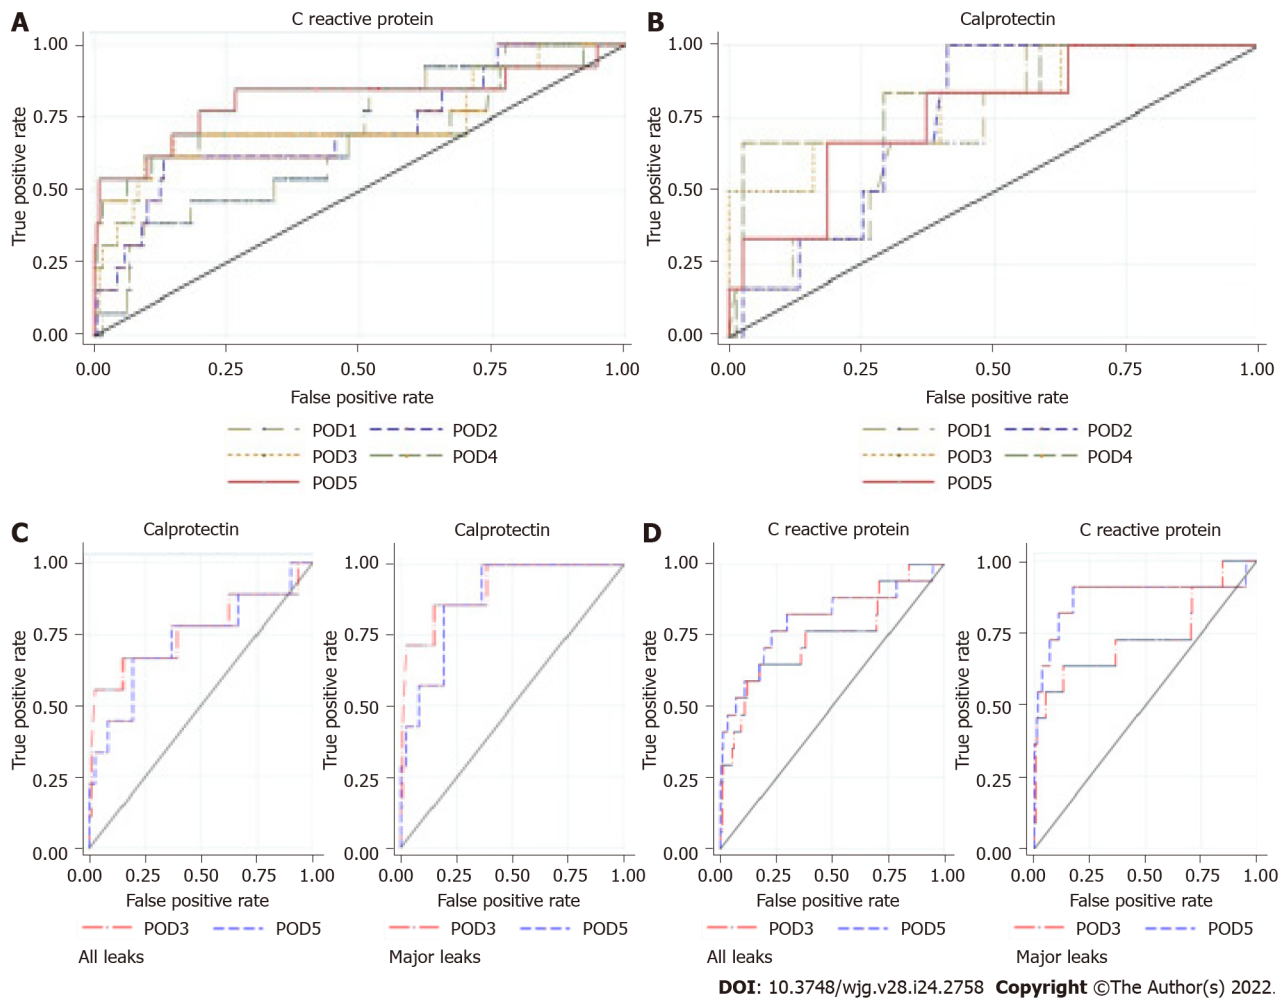 A
C reactive protein
True positive rate
1.00
0.75
0.50
0.25
0.00
0.00 0.25 0.50 0.75 1.00
False positive rate
POD1 POD2
POD3 POD4
POD5
B
Calprotectin
True positive rate
1.00
0.75
0.50
0.25
0.00
0.00 0.25 0.50 0.75 1.00
False positive rate
POD1 POD2
POD3 POD4
POD5
C
Calprotectin
True positive rate
1.00
0.75
0.50
0.25
0.00
0.00 0.25 0.50 0.75 1.00
False positive rate
POD3 POD5
All leaks
Calprotectin
True positive rate
1.00
0.75
0.50
0.25
0.00
0.00 0.25 0.50 0.75 1.00
False positive rate
POD3 POD5
Major leaks
D
C reactive protein
True positive rate
1.00
0.75
0.50
0.25
0.00
0.00 0.25 0.50 0.75 1.00
False positive rate
POD3 POD5
All leaks
C reactive protein
True positive rate
1.00
0.75
0.50
0.25
0.00
0.00 0.25 0.50 0.75 1.00
False positive rate
POD3 POD5
Major leaks
DOI: 10.3748/wjg.v28.i24.2758 Copyright ©The Author(s) 2022.